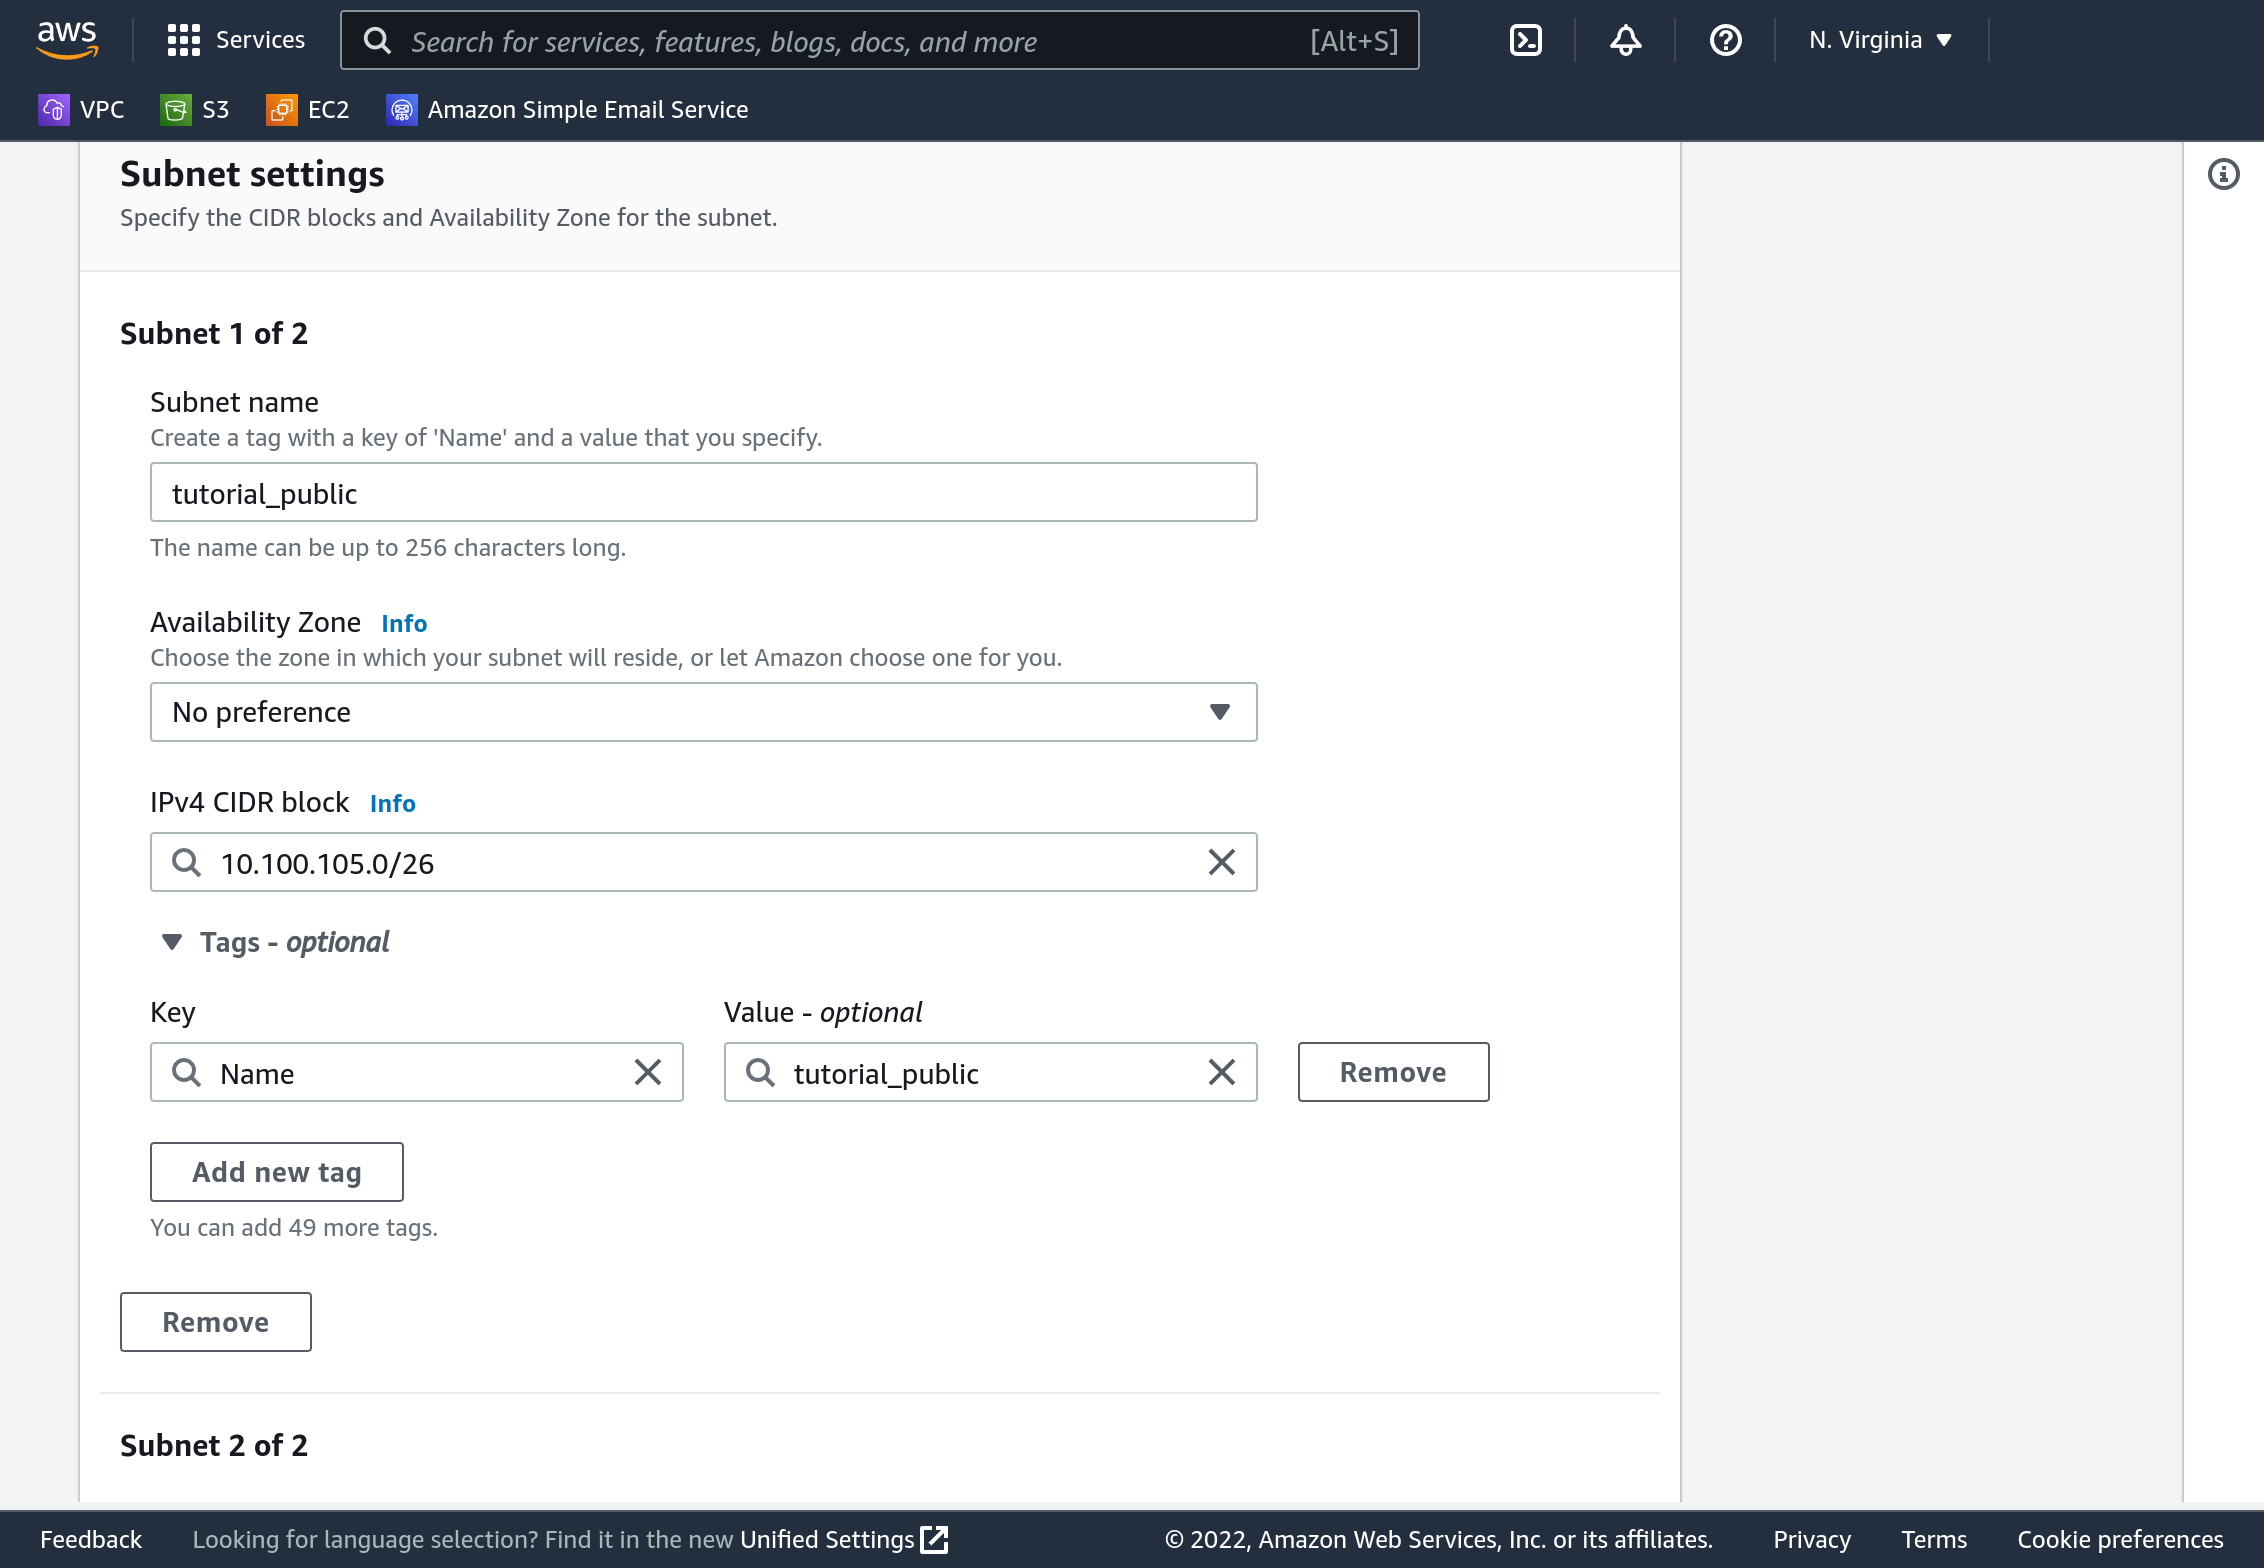 aws
Services
Search for services, features, blogs, docs, and more [Alt+S]
N. Virginia
VPC
S3
EC2
Amazon Simple Email Service
Subnet settings
Specify the CIDR blocks and Availability Zone for the subnet.
Subnet 1 of 2
Subnet name
Create a tag with a key of 'Name' and a value that you specify.
tutorial_public
The name can be up to 256 characters long.
Availability Zone Info
Choose the zone in which your subnet will reside, or let Amazon choose one for you.
No preference
IPv4 CIDR block Info
10.100.105.0/26
Tags - optional
Key
Value - optional
Name
tutorial_public
Remove
Add new tag
You can add 49 more tags.
Remove
Subnet 2 of 2
Feedback
Looking for language selection? Find it in the new Unified Settings
© 2022, Amazon Web Services, Inc. or its affiliates.
Privacy
Terms
Cookie preferences